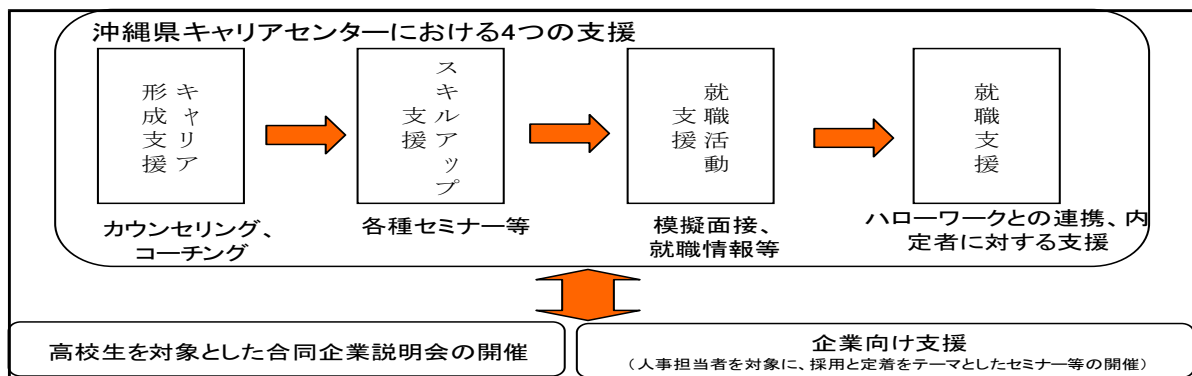 沖縄県キャリアセンターにおける4つの支援
キャリア
形成支援
スキルアップ
支援
就職活動
支援
就職支援
カウンセリング、
コーチング
各種セミナー等
模擬面接、
就職情報等
ハローワークとの連携、内
定者に対する支援
高校生を対象とした合同企業説明会の開催
企業向け支援
(人事担当者を対象に、採用と定着をテーマとしたセミナー等の開催)